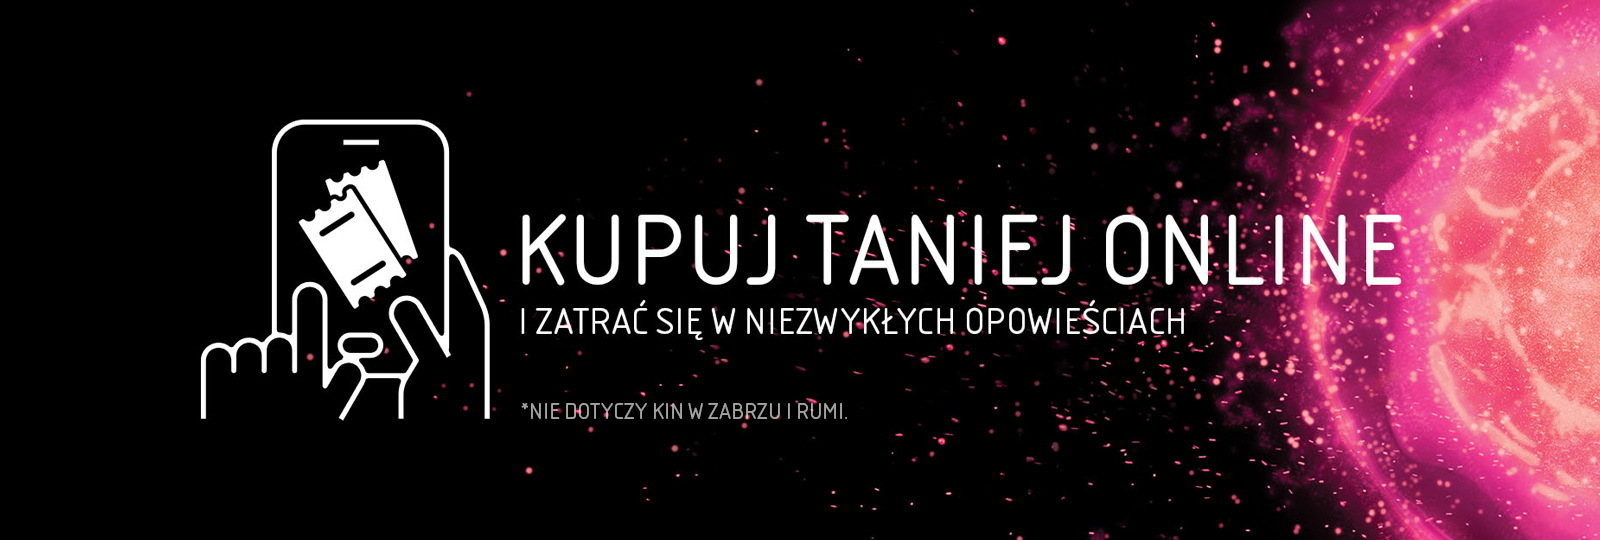 KUPUJ TANIEJ ONLINE
I ZATRAĆ SIĘ W NIEZWYKŁYCH OPOWIEŚCIACH
*NIE DOTYCZY KIN W ZABRZU I RUMI.